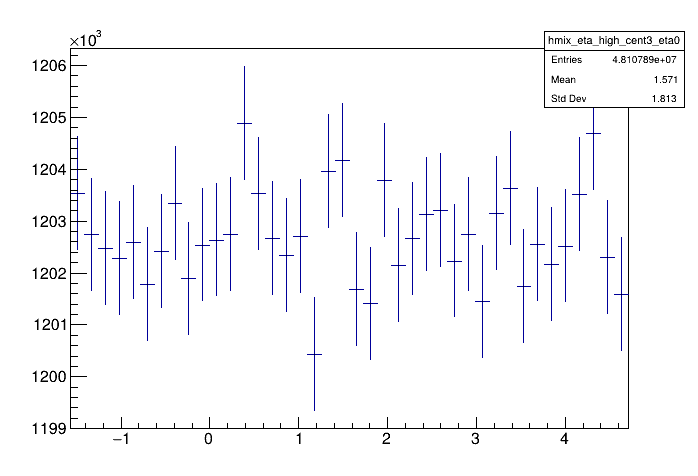 ×10³
hmix_eta_high_cent3_eta0
Entries 4.810789e+07
Mean 1.571
Std Dev 1.813
1206
1205
1204
1203
1202
1201
1200
1199
−1 0 1 2 3 4